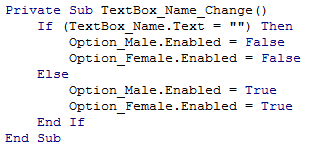 Private Sub TextBox_Name_Change()
    If (TextBox_Name.Text = "") Then
        Option_Male.Enabled = False
        Option_Female.Enabled = False
    Else
        Option_Male.Enabled = True
        Option_Female.Enabled = True
    End If
End Sub